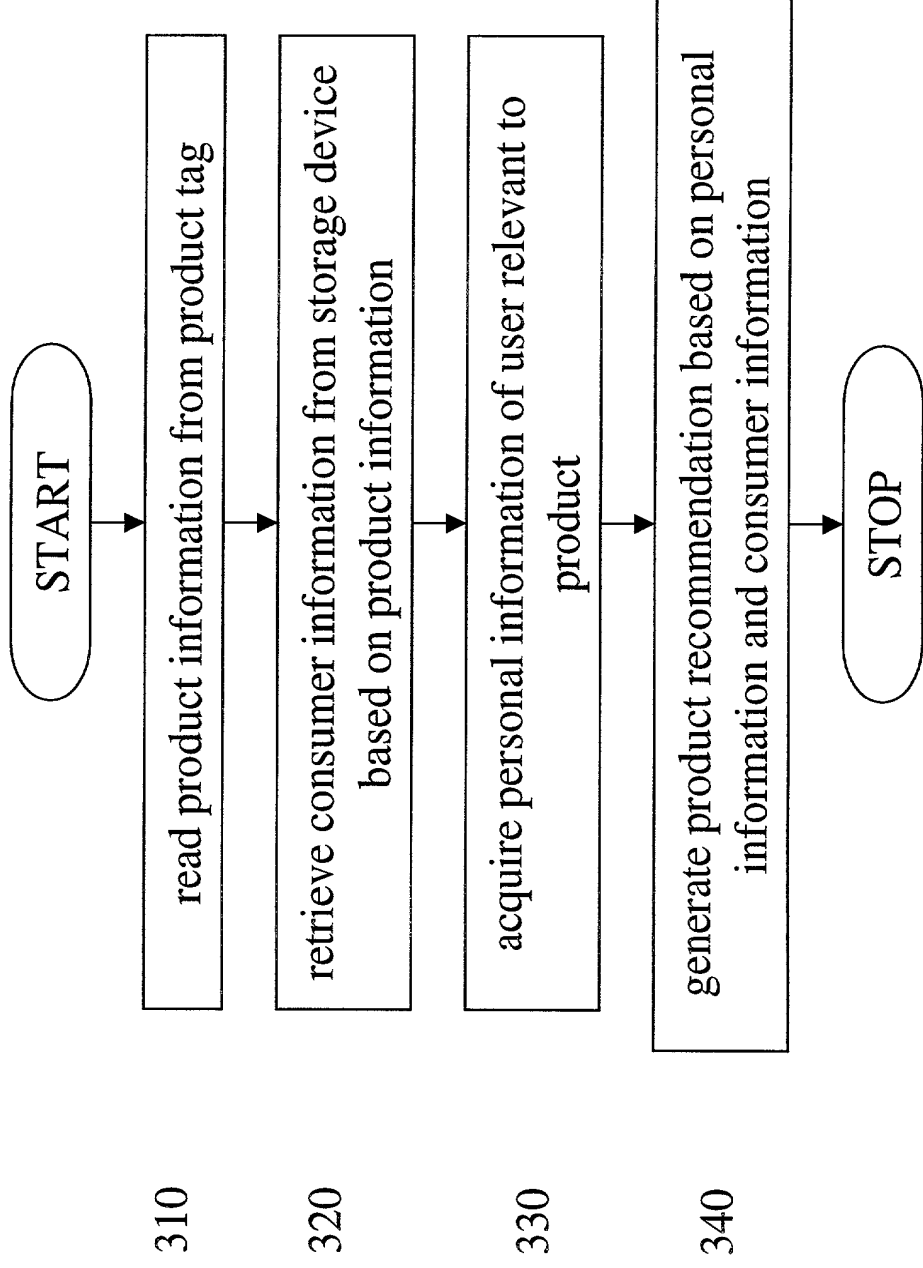 START
310
read product information from product tag
320
retrieve consumer information from storage device
based on product information
330
acquire personal information of user relevant to
product
340
generate product recommendation based on personal
information and consumer information
STOP